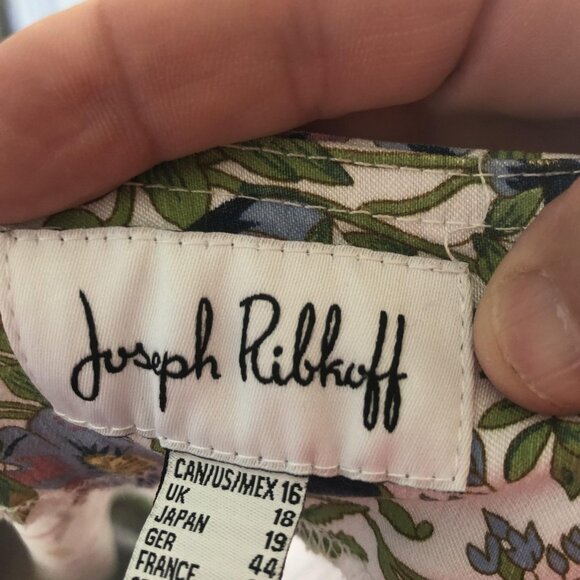 Joseph Ribkoff
CAN/US/MEX 16
UK 18
JAPAN 19
GER 44
FRANCE